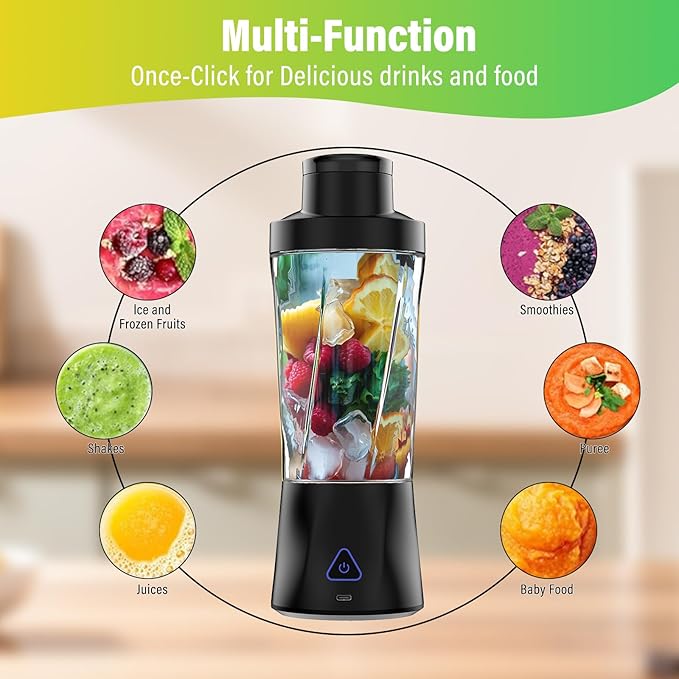 Multi-Function
Once-Click for Delicious drinks and food
Ice and
Frozen Fruits
Smoothies
Shakes
Puree
Juices
Baby Food